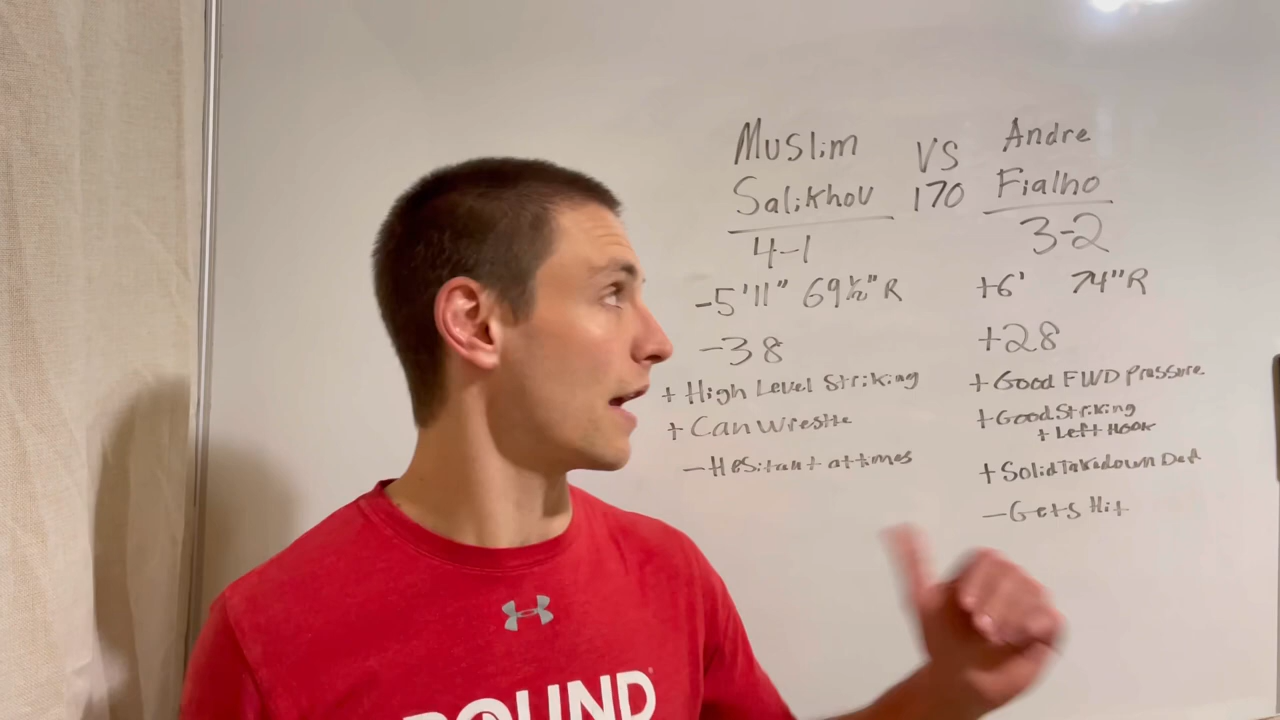 Muslim
Salikhov
4-1
-5'11" 69½"R
-38
+ High Level Striking
+ Can Wrestle
- Hesitant at times
VS
170
Andre
Fialho
3-2
+6' 74"R
+28
+ Good FWD Pressure
+ Good Striking
+ Left Hook
+ Solid Takedown Def
- Gets Hit
ROUND